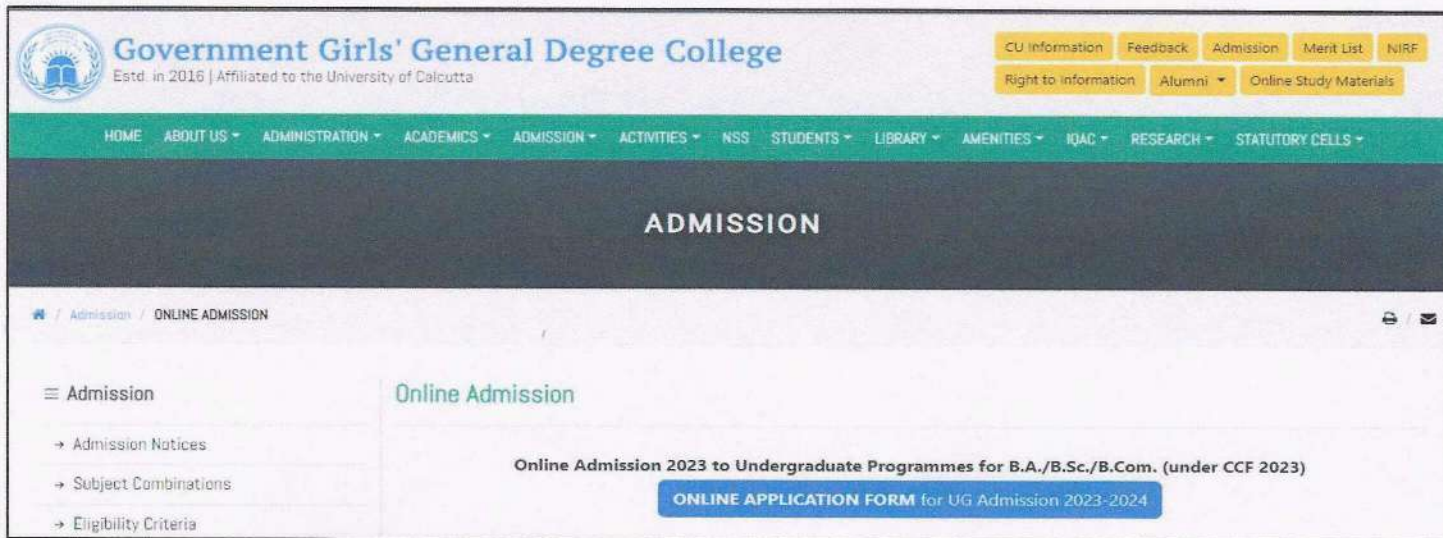 Government Girls' General Degree College
Estd. in 2016 | Affiliated to the University of Calcutta
CU Information Feedback Admission Merit List NIRF
Right to Information Alumni Online Study Materials
HOME ABOUT US ADMINISTRATION ACADEMICS ADMISSION ACTIVITIES NSS STUDENTS LIBRARY AMENITIES IQAC RESEARCH STATUTORY CELLS
ADMISSION
/ Admission / ONLINE ADMISSION
Admission
Admission Notices
Subject Combinations
Eligibility Criteria
Online Admission
Online Admission 2023 to Undergraduate Programmes for B.A./B.Sc./B.Com. (under CCF 2023)
ONLINE APPLICATION FORM for UG Admission 2023-2024